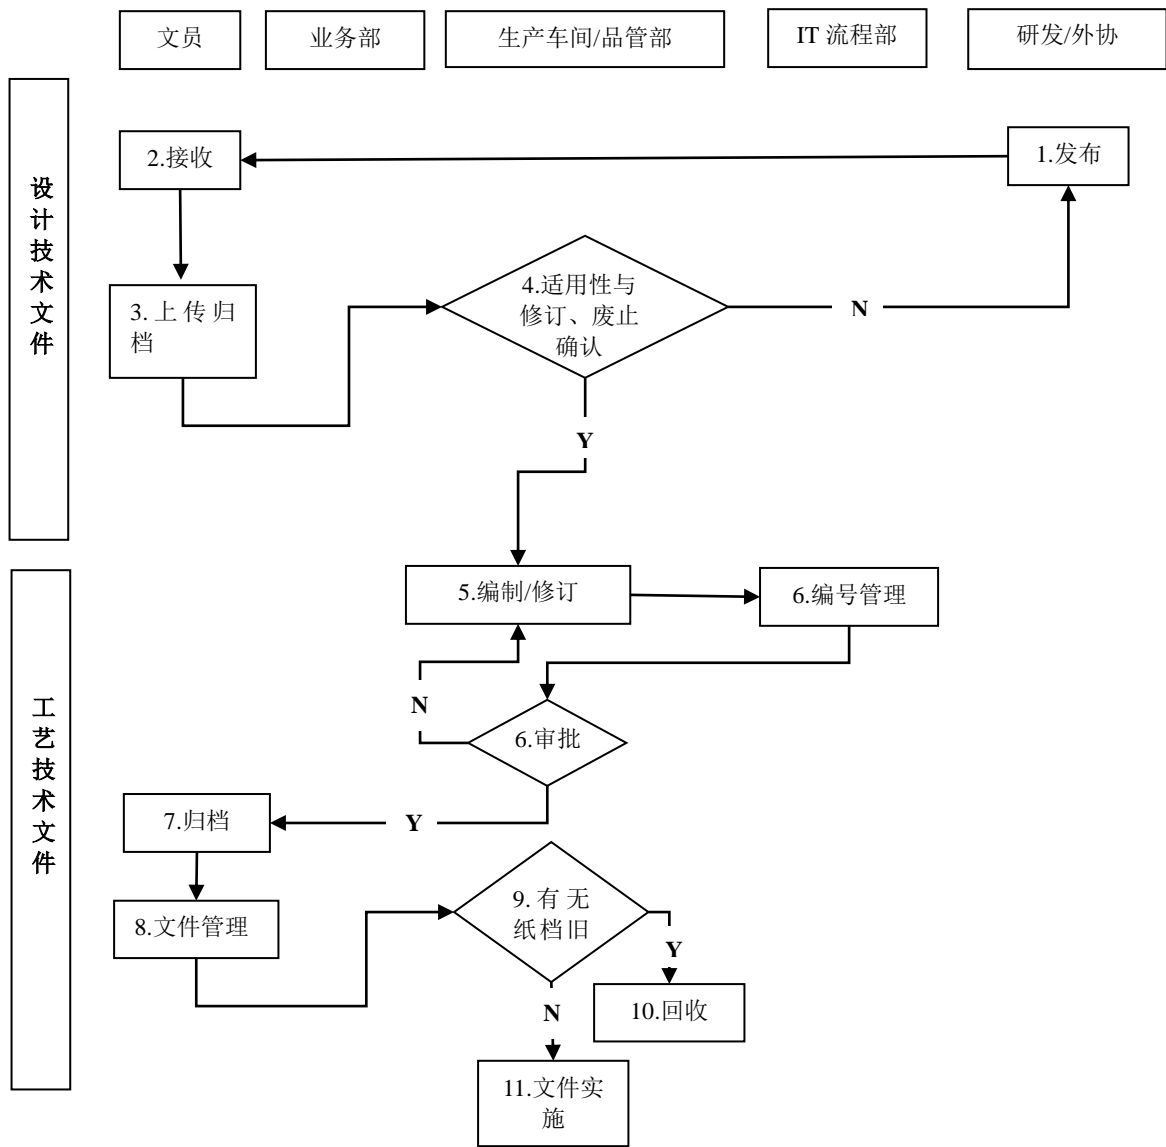 文员
业务部
生产车间/品管部
IT 流程部
研发/外协
设计技术文件
2.接收
1.发布
3.上传归
档
4.适用性与
修订、废止
确认
N
Y
工艺技术文件
5.编制/修订
6.编号管理
N
6.审批
7.归档
Y
8.文件管理
9.有无
纸档旧
Y
10.回收
N
11.文件实
施